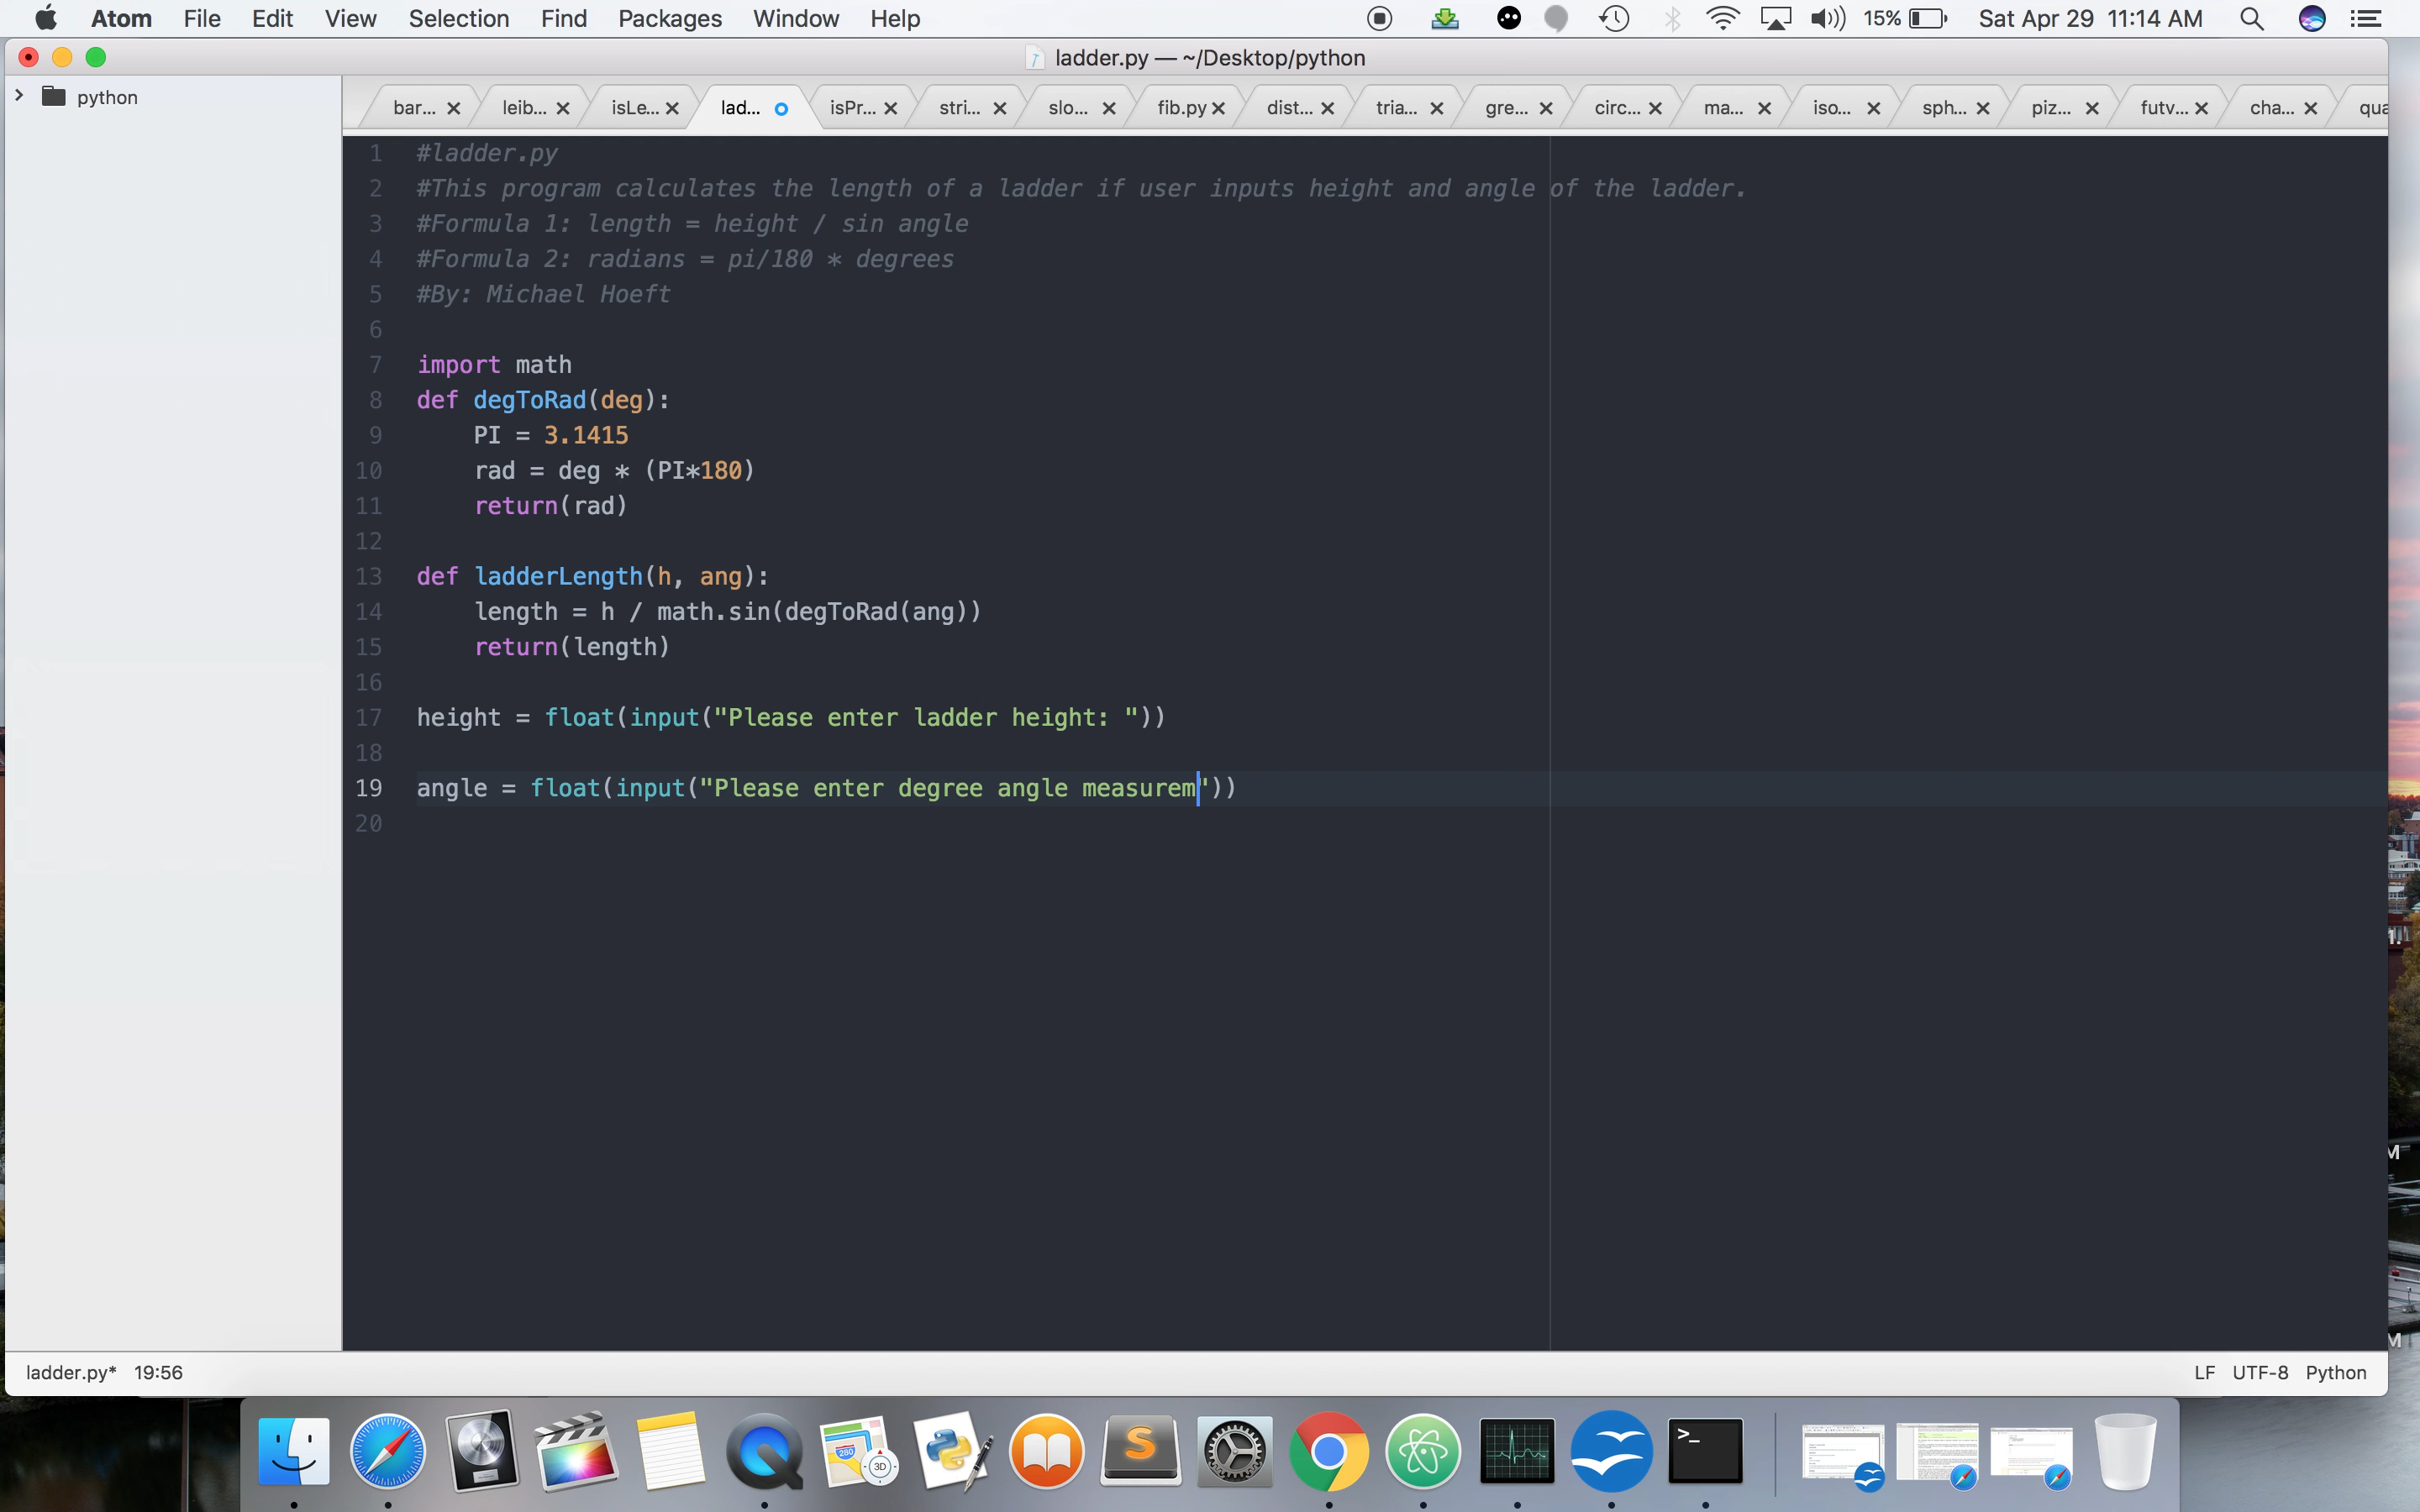 Atom File Edit View Selection Find Packages Window Help 15% Sat Apr 29 11:14 AM
ladder.py — ~/Desktop/python
python
bar... leib... isLe... lad... isPr... stri... slo... fib.py dist... tria... gre... circ... ma... iso... sph... piz... futv... cha... qua
1 #ladder.py
2 #This program calculates the length of a ladder if user inputs height and angle of the ladder.
3 #Formula 1: length = height / sin angle
4 #Formula 2: radians = pi/180 * degrees
5 #By: Michael Hoeft
6
7 import math
8 def degToRad(deg):
9 PI = 3.1415
10 rad = deg * (PI*180)
11 return(rad)
12
13 def ladderLength(h, ang):
14 length = h / math.sin(degToRad(ang))
15 return(length)
16
17 height = float(input("Please enter ladder height: "))
18
19 angle = float(input("Please enter degree angle measurem"))
20
ladder.py* 19:56 LF UTF-8 Python
280 3D S >_